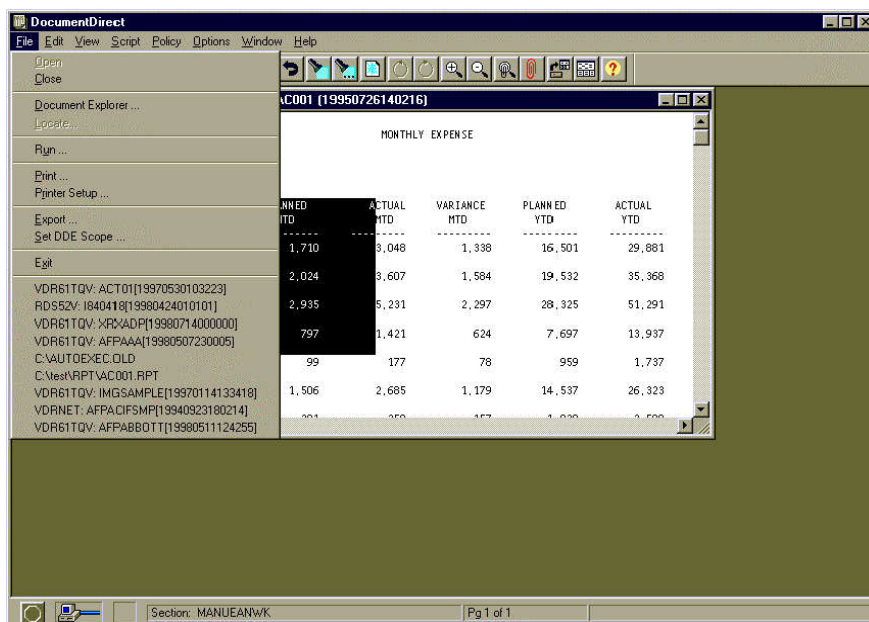 DocumentDirect
File Edit View Script Policy Options Window Help
Open
Close
Document Explorer ...
Locate...
Run ...
Print ...
Printer Setup ...
Export ...
Set DDE Scope ...
Exit
VDR61TQV: ACT01[19970530103223]
RDS52V: I840418[19980424010101]
VDR61TQV: XRXADP[19980714000000]
VDR61TQV: AFPAAA[19980507230005]
C:\AUTOEXEC.OLD
C:\test\RPT\AC001.RPT
VDR61TQV: IMGSAMPLE[19970114133418]
VDRNET: AFPACIFSMP[19940923180214]
VDR61TQV: AFPABBOTT[19980511124255]
AC001 (19950726140216)
MONTHLY EXPENSE
NNED ACTUAL VARIANCE PLANNED ACTUAL
MTD MTD MTD YTD YTD
1,710 3,048 1,338 16,501 29,881
2,024 3,607 1,584 19,532 35,368
2,935 5,231 2,297 28,325 51,291
797 1,421 624 7,697 13,937
99 177 78 959 1,737
1,506 2,685 1,179 14,537 26,323
Section: MANUEANWK Pg 1 of 1